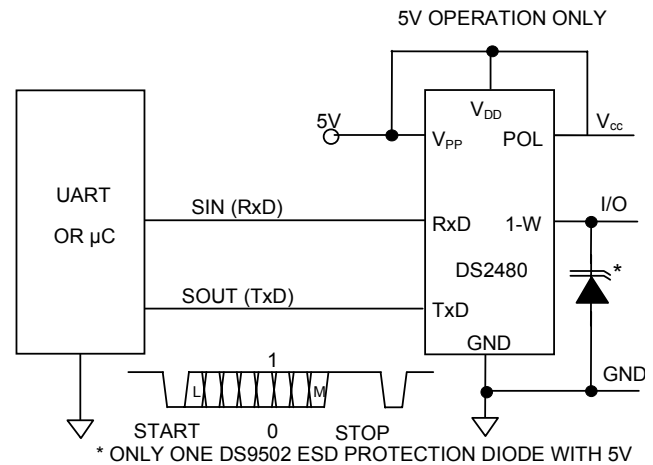 5V OPERATION ONLY
5V
V_DD
V_PP
POL
V_cc
UART
OR µC
SIN (RxD)
RxD
1-W
I/O
*
DS2480
SOUT (TxD)
TxD
GND
GND
1
L
M
START
0
STOP
* ONLY ONE DS9502 ESD PROTECTION DIODE WITH 5V